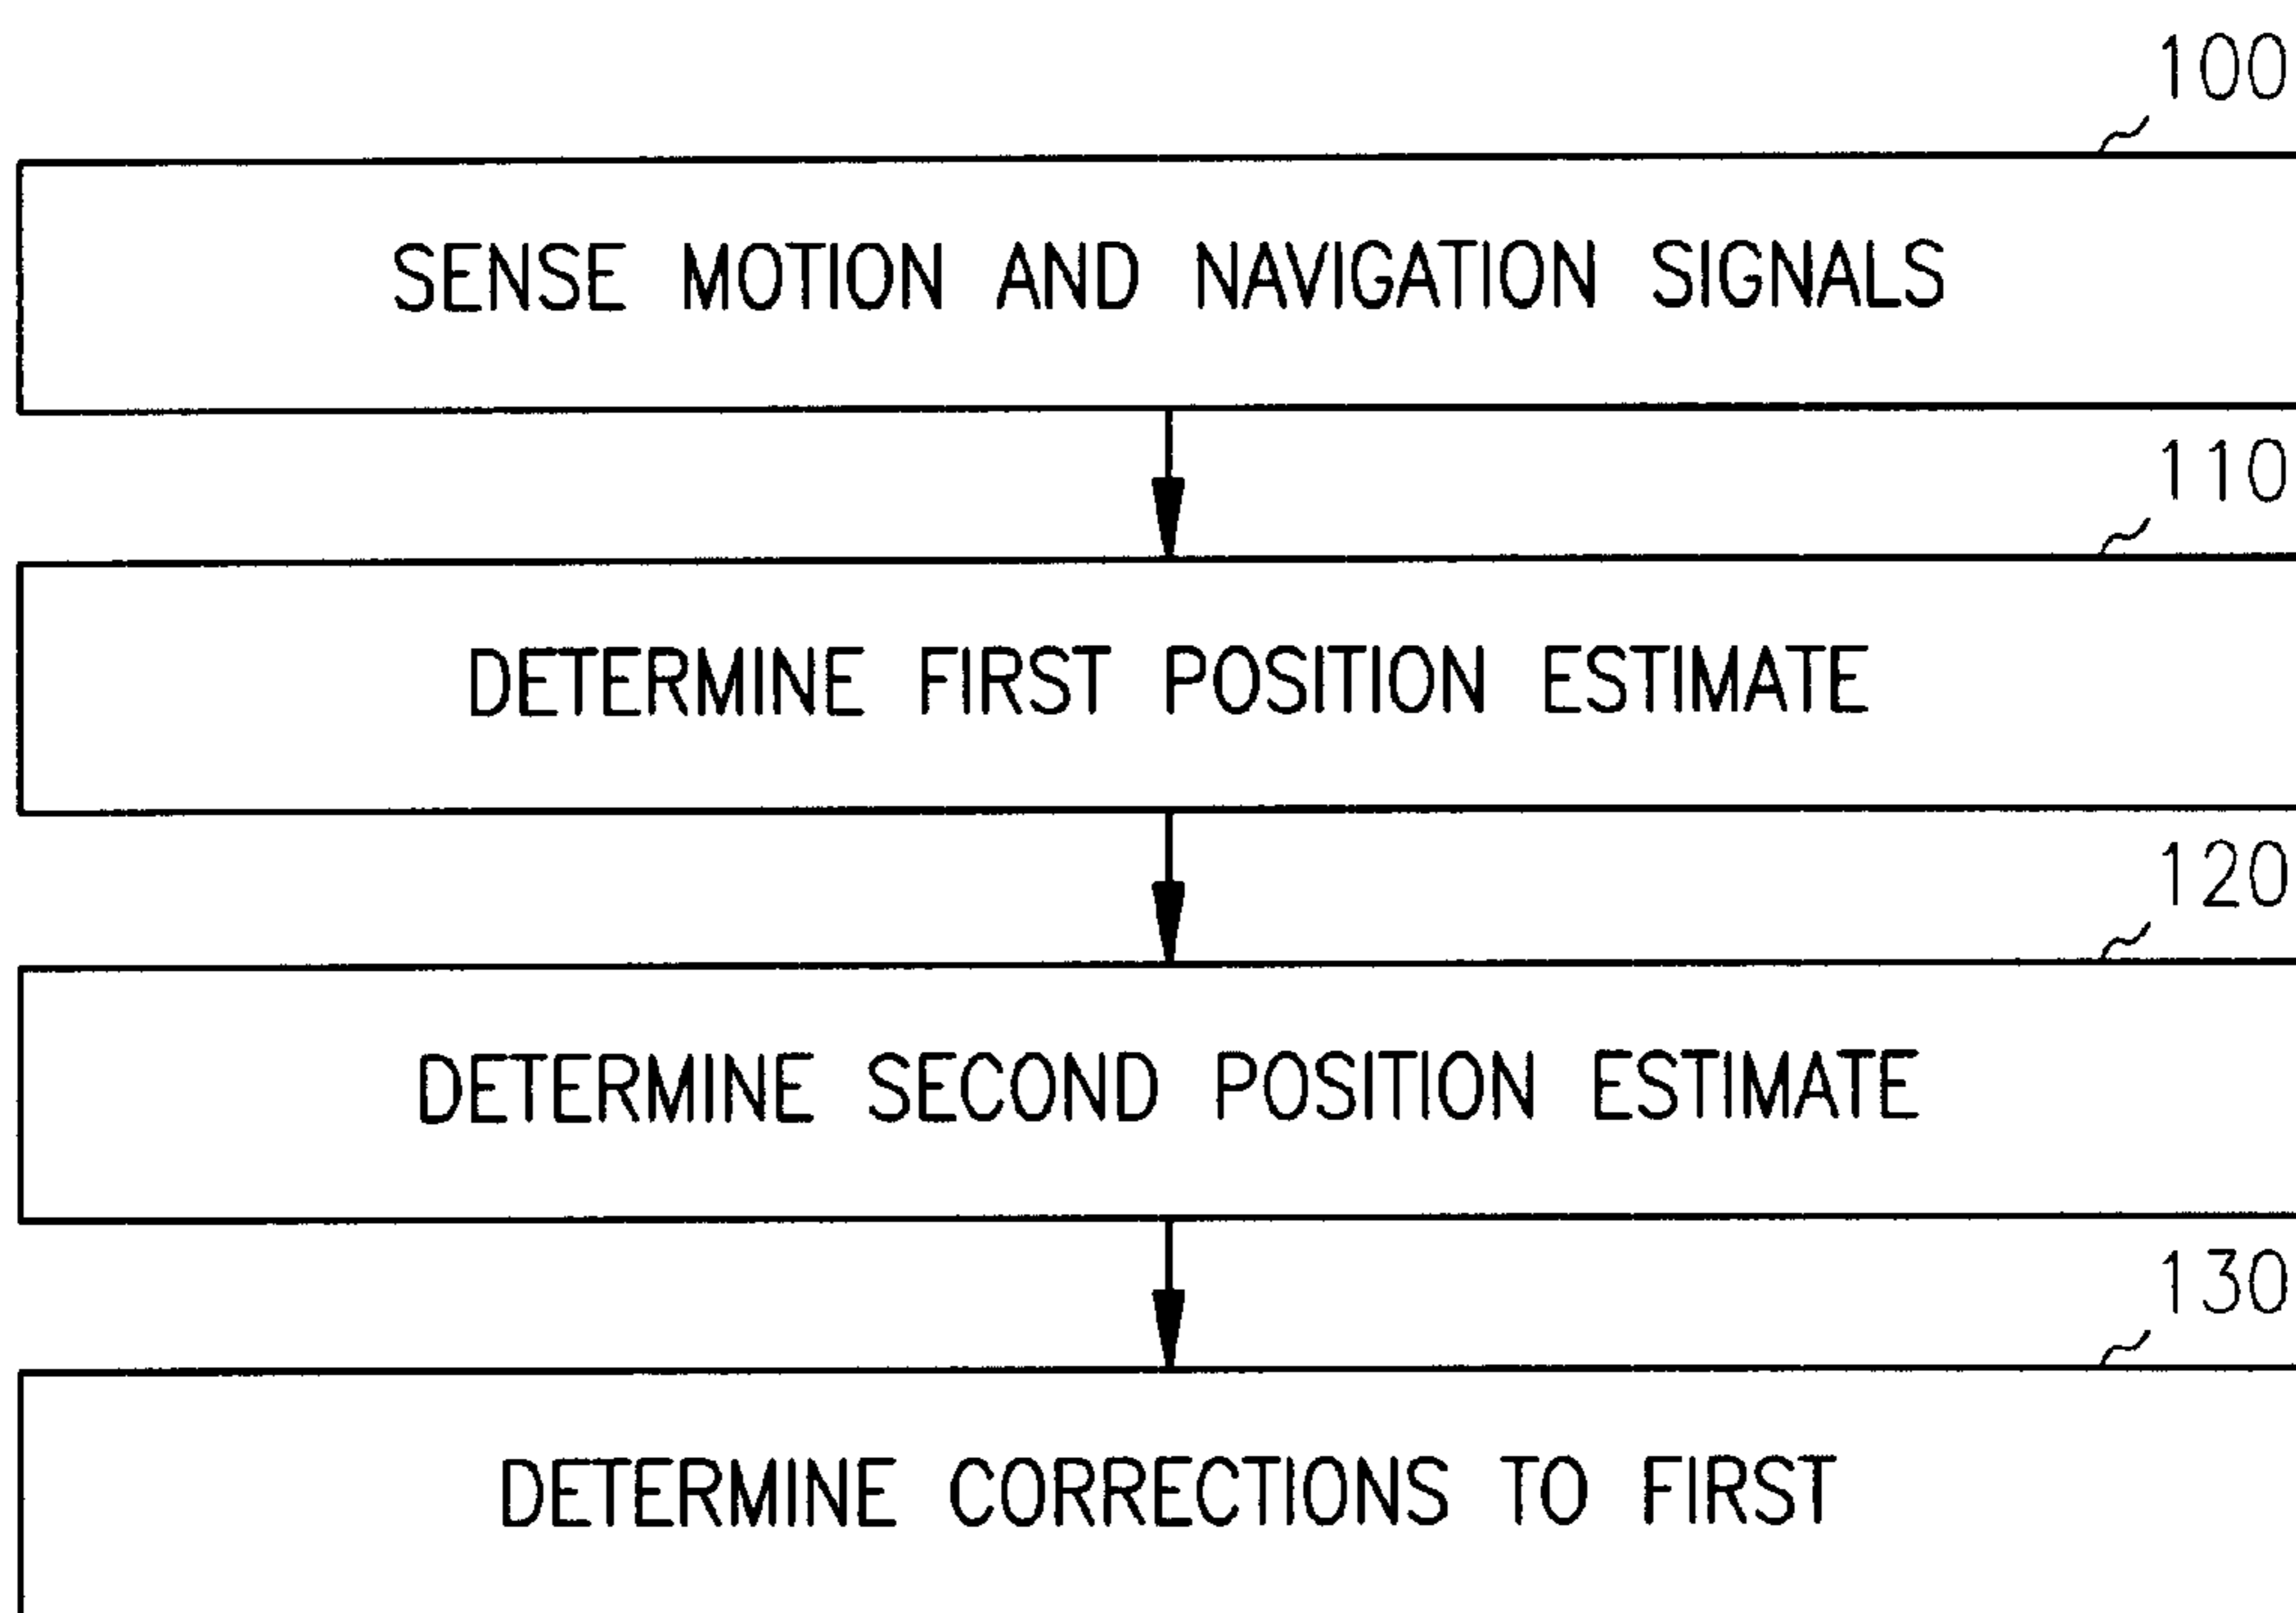 100
SENSE MOTION AND NAVIGATION SIGNALS
110
DETERMINE FIRST POSITION ESTIMATE
120
DETERMINE SECOND POSITION ESTIMATE
130
DETERMINE CORRECTIONS TO FIRST